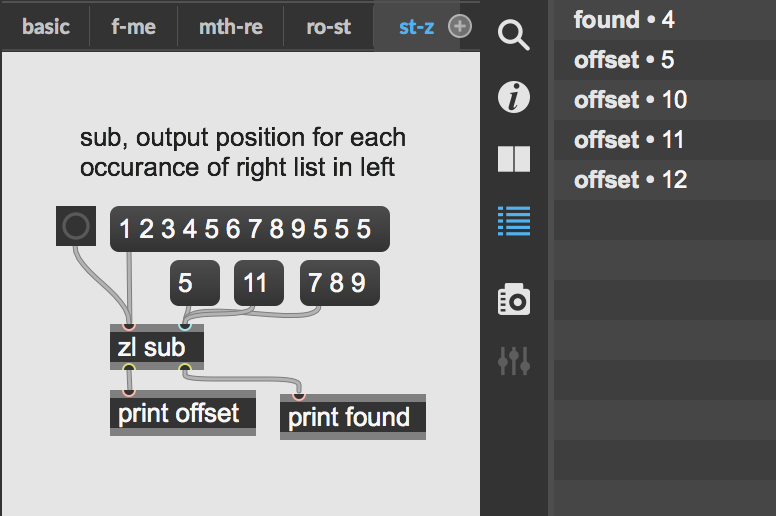 basic f-me mth-re ro-st st-z
sub, output position for each
occurance of right list in left
1 2 3 4 5 6 7 8 9 5 5 5
5 11 7 8 9
zl sub
print offset print found
found • 4
offset • 5
offset • 10
offset • 11
offset • 12